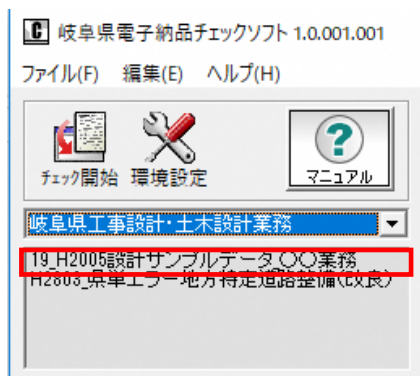 岐阜県電子納品チェックソフト 1.0.001.001
ファイル(F) 編集(E) ヘルプ(H)
チェック開始 環境設定 マニュアル
岐阜県工事設計・土木設計業務
19_H2005設計サンプルデータ_〇〇業務
H2803_県単エラー地方特定道路整備(改良)